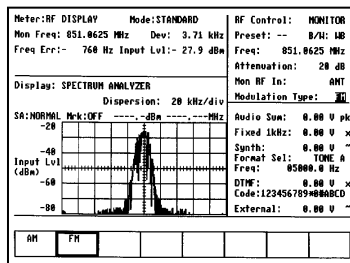 Meter:RF DISPLAY Mode:STANDARD
Mon Freq: 851.0625 MHz Dev: 3.71 kHz
Freq Err:- 760 Hz Input Lvl:- 27.9 dBm
Display: SPECTRUM ANALYZER
Dispersion: 20 kHz/div
SA:NORMAL Mrk:OFF ----.-dBm ----.----MHz
-20
-40
Input Lvl
(dBm)
-60
-80
RF Control: MONITOR
Preset: -- B/W: WB
Freq: 851.0625 MHz
Attenuation: 20 dB
Mon RF In: ANT
Modulation Type:
Audio Sum: 0.00 V pk
Fixed 1kHz: 0.00 V
Synth: 0.00 V ~
Format Sel: TONE A
Freq: 05000.0 Hz
DTMF: 0.00 V
Code:123456789*00ABCD
External: 0.00 V ~
AM FM